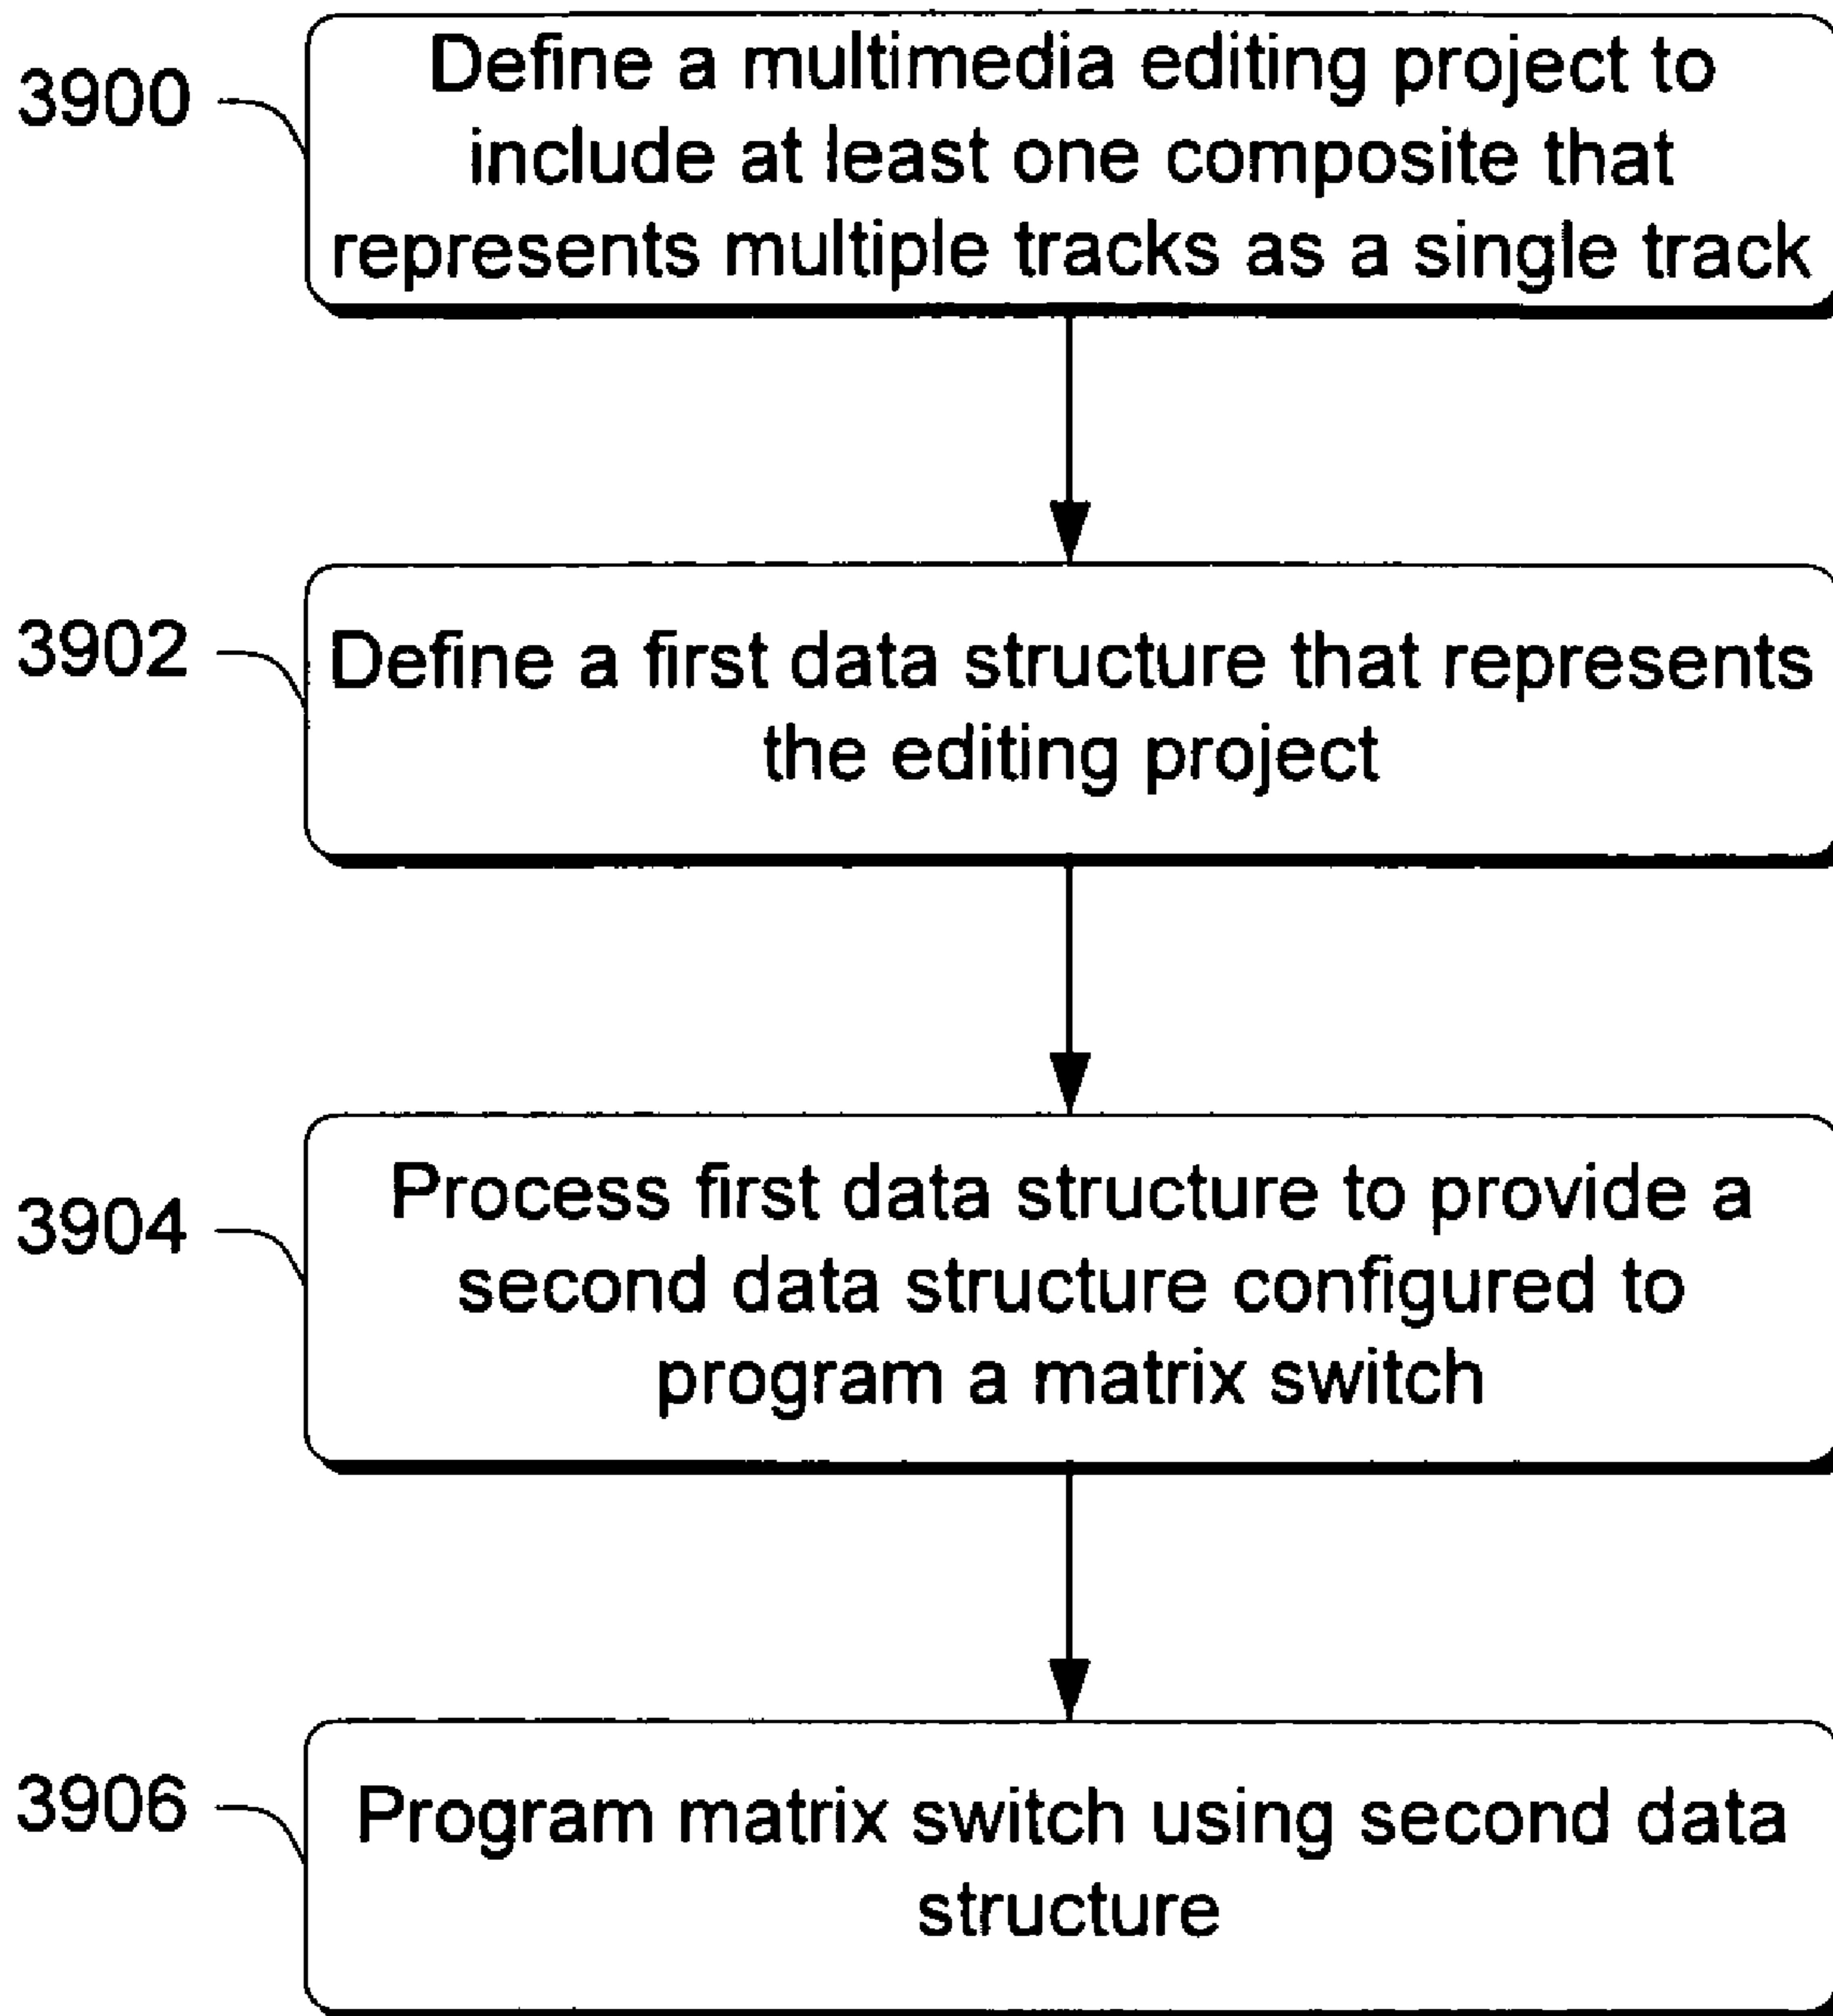 3900
Define a multimedia editing project to
include at least one composite that
represents multiple tracks as a single track
3902
Define a first data structure that represents
the editing project
3904
Process first data structure to provide a
second data structure configured to
program a matrix switch
3906
Program matrix switch using second data
structure